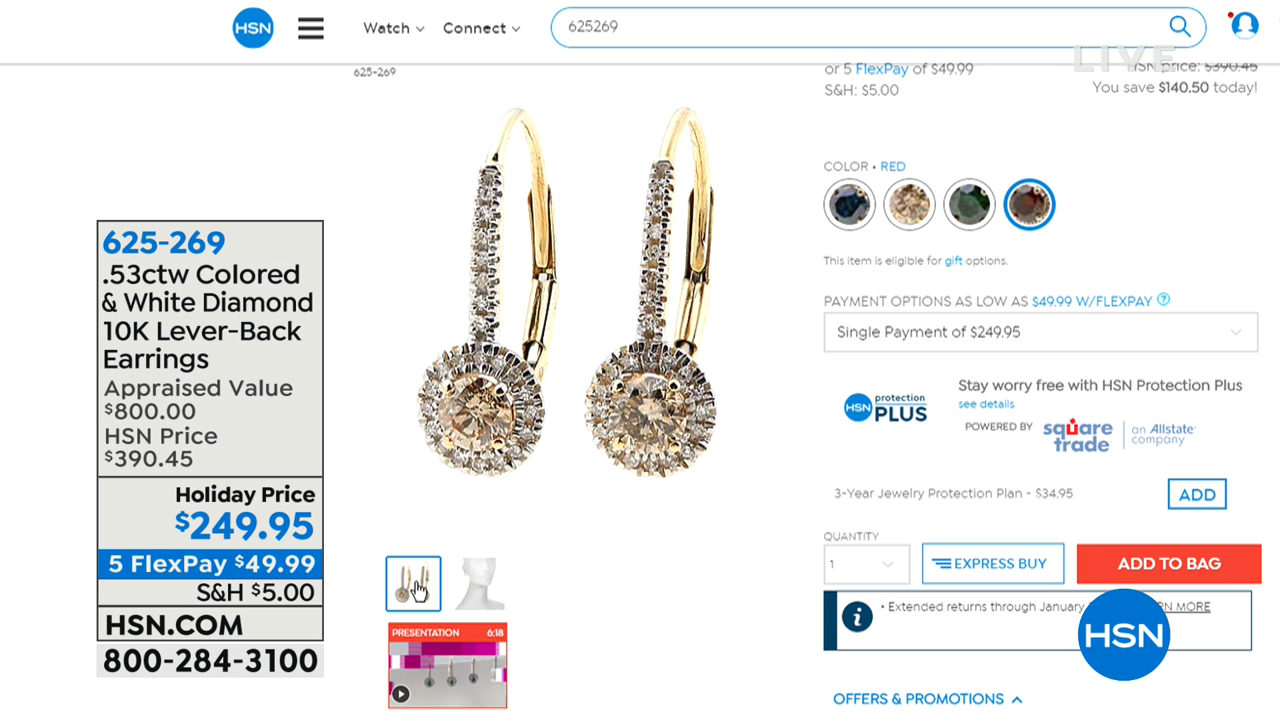 HSN
Watch
Connect
625269
LIVE
625-269
or 5 FlexPay of $49.99
HSN price: $390.45
S&H: $5.00
You save $140.50 today!
COLOR • RED
This item is eligible for gift options.
PAYMENT OPTIONS AS LOW AS $49.99 W/FLEXPAY ?
Single Payment of $249.95
HSN protection PLUS
Stay worry free with HSN Protection Plus
see details
POWERED BY
square trade
an Allstate company
3-Year Jewelry Protection Plan - $34.95
ADD
QUANTITY
1
EXPRESS BUY
ADD TO BAG
i
• Extended returns through January
MORE
HSN
OFFERS & PROMOTIONS
PRESENTATION 6:18
625-269
.53ctw Colored
& White Diamond
10K Lever-Back
Earrings
Appraised Value
$800.00
HSN Price
$390.45
Holiday Price
$249.95
5 FlexPay $49.99
S&H $5.00
HSN.COM
800-284-3100